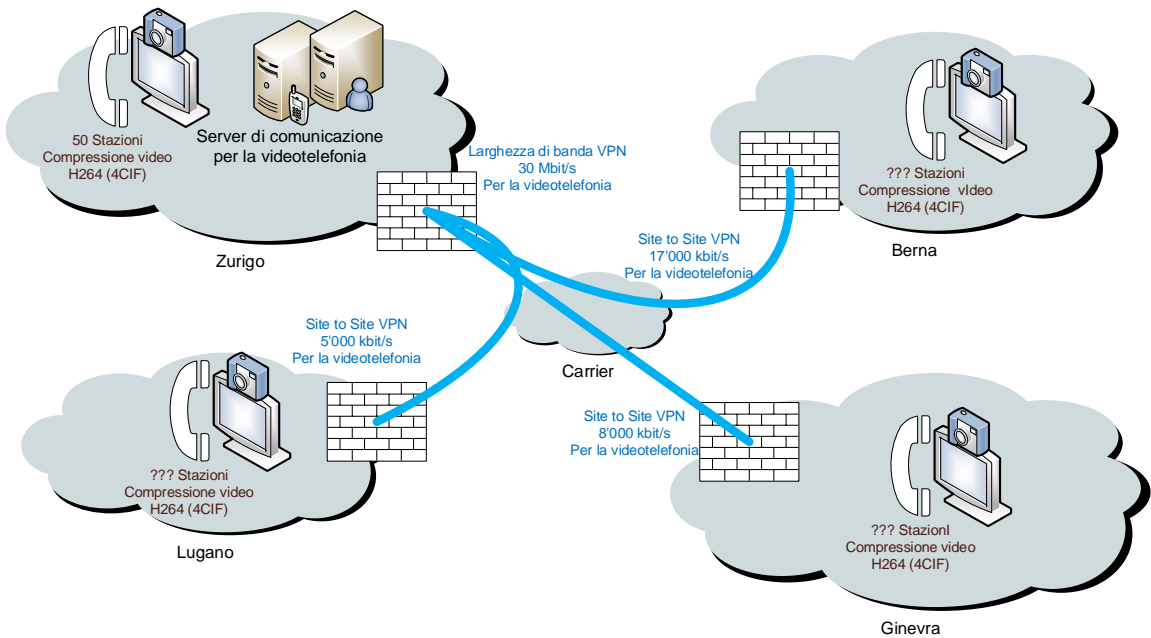 50 Stazioni
Compressione video
H264 (4CIF)
Server di comunicazione
per la videotelefonia
Larghezza di banda VPN
30 Mbit/s
Per la videotelefonia
Zurigo
??? Stazioni
Compressione vIdeo
H264 (4CIF)
Berna
Site to Site VPN
17'000 kbit/s
Per la videotelefonia
Site to Site VPN
5'000 kbit/s
Per la videotelefonia
Carrier
??? Stazioni
Compressione video
H264 (4CIF)
Lugano
Site to Site VPN
8'000 kbit/s
Per la videotelefonia
??? StazionI
Compressione video
H264 (4CIF)
Ginevra